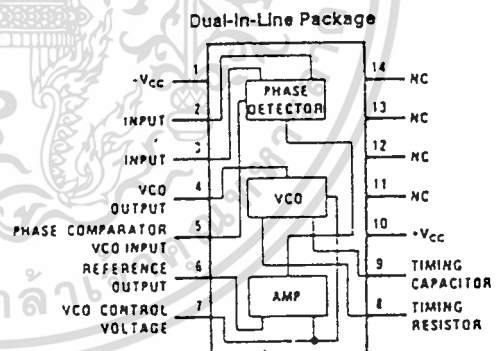 Dual-In-Line Package
1
-Vcc
2
INPUT
3
INPUT
4
VCO
OUTPUT
5
PHASE COMPARATOR
VCO INPUT
6
REFERENCE
OUTPUT
7
VCO CONTROL
VOLTAGE
PHASE
DETECTOR
VCO
AMP
14
NC
13
NC
12
NC
11
NC
10
+Vcc
9
TIMING
CAPACITOR
8
TIMING
RESISTOR